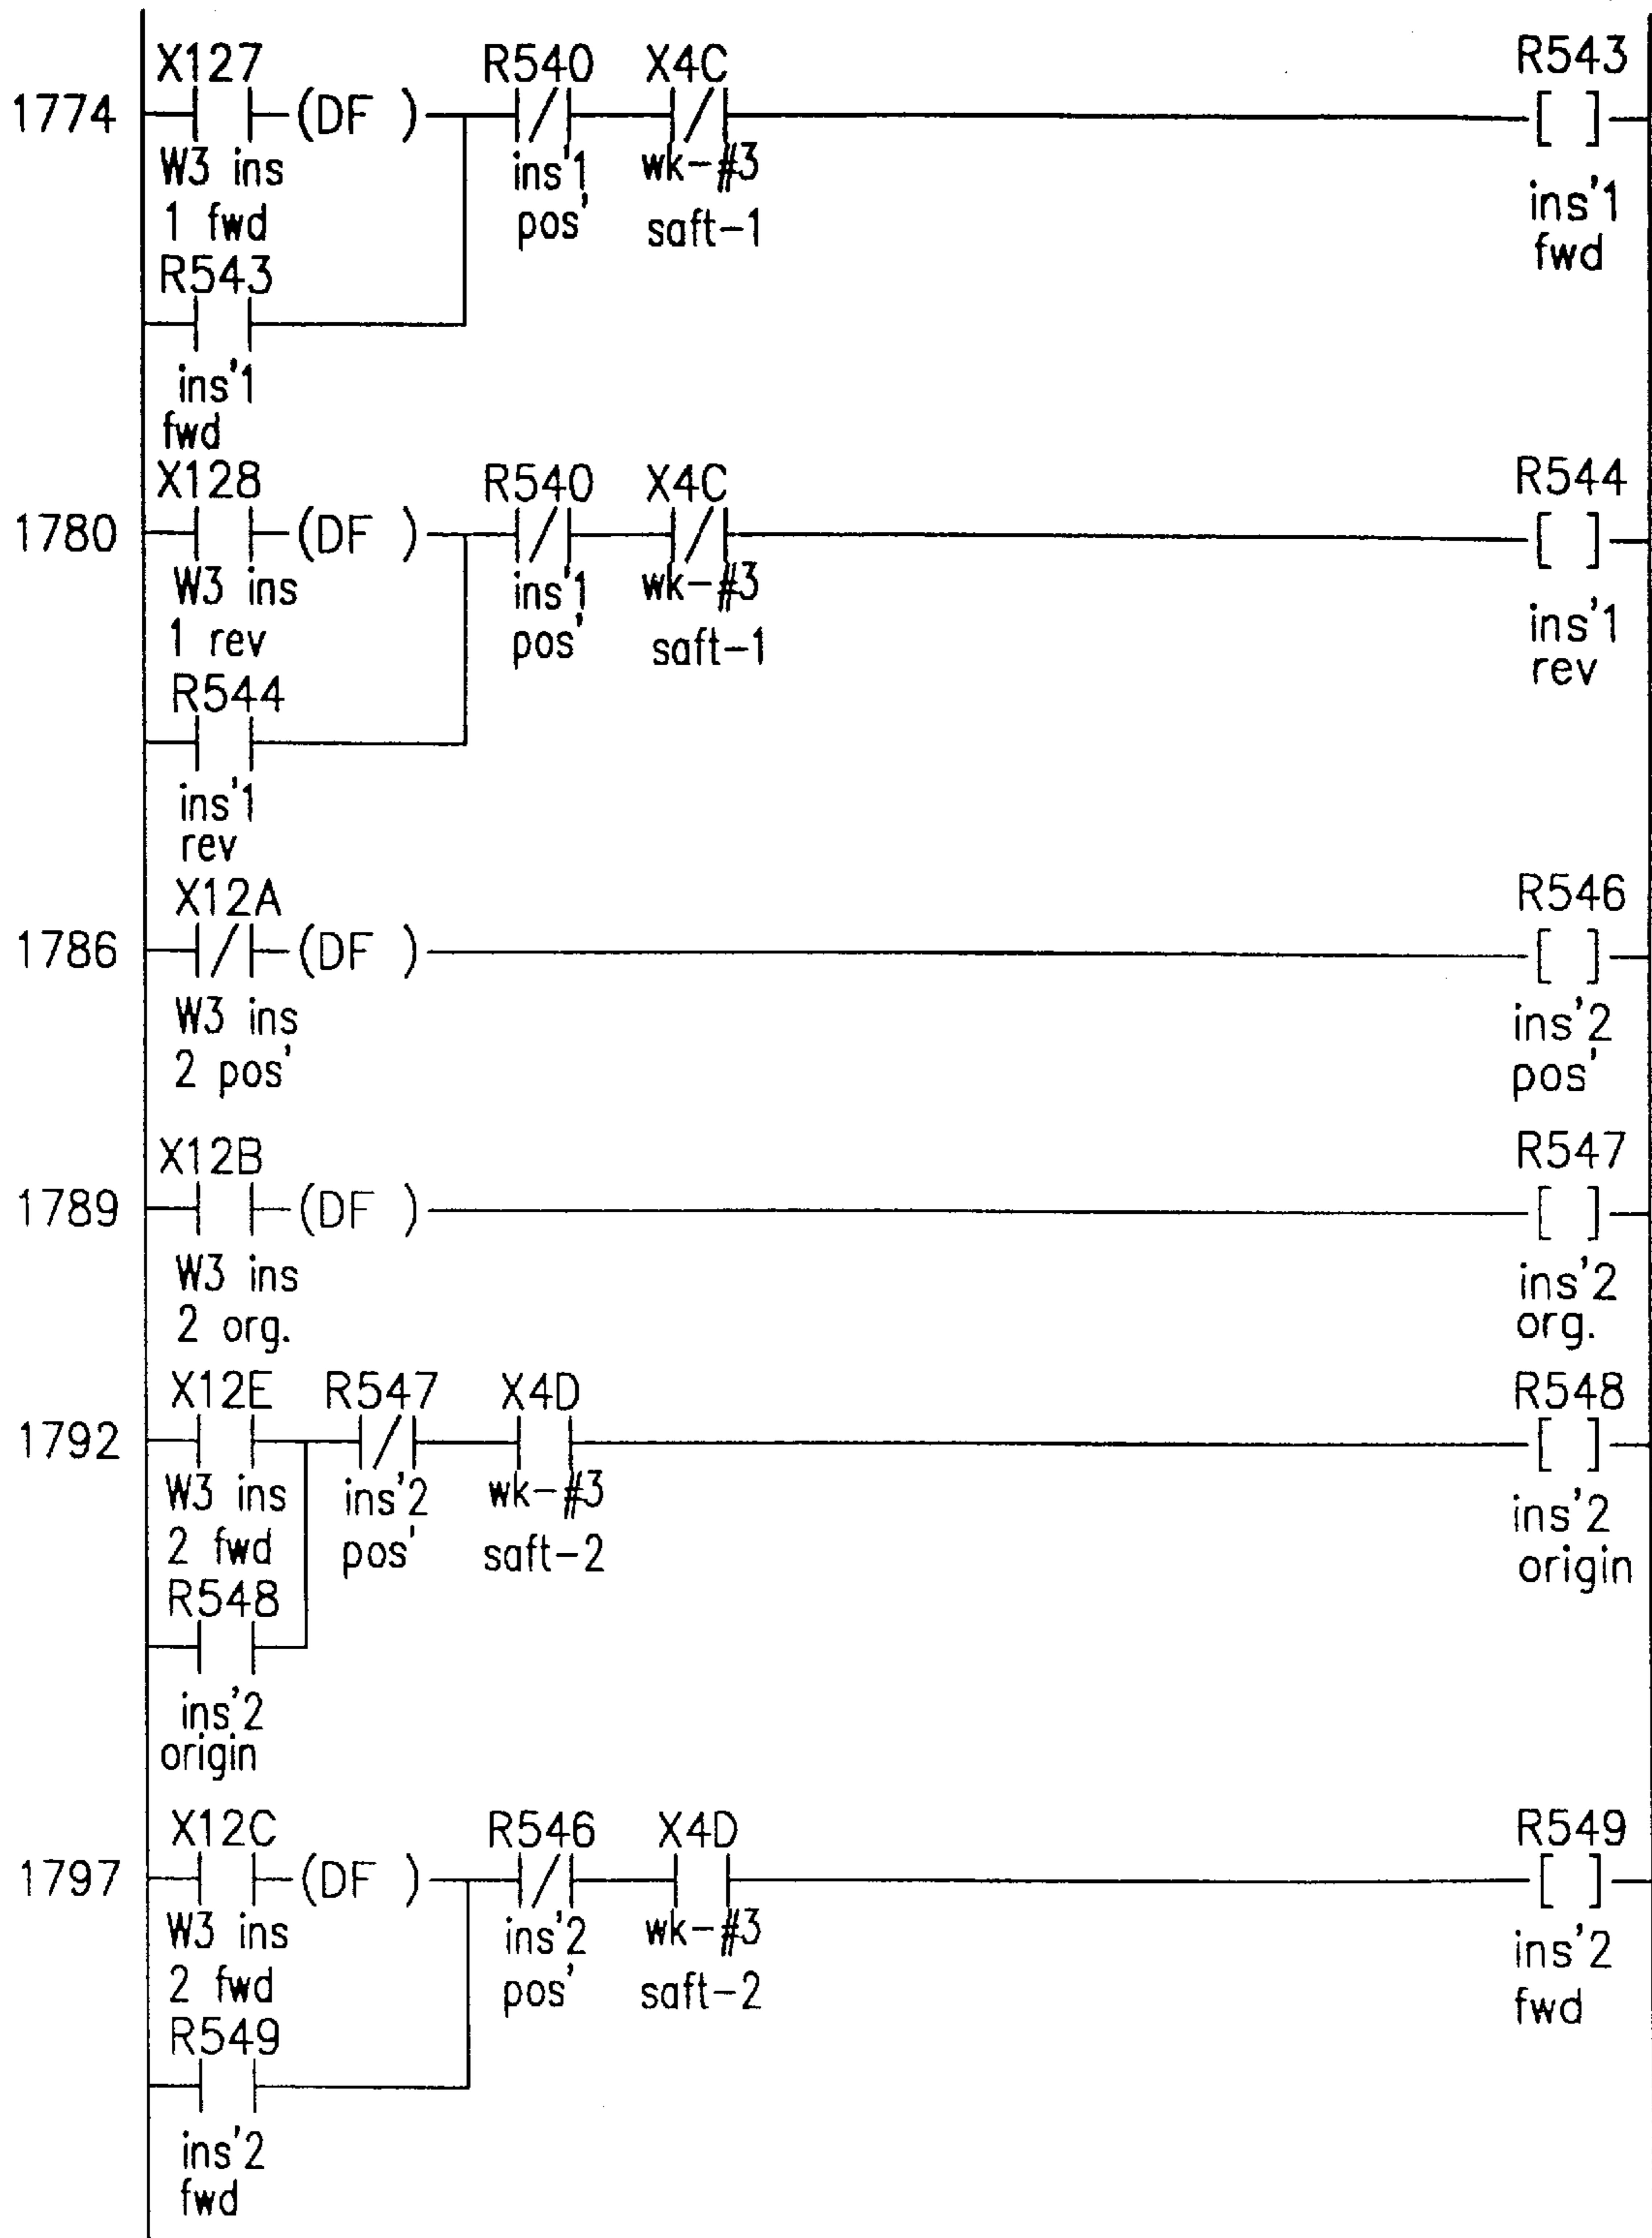 X127 R540 X4C R543
1774 (DF ) [ ]
W3 ins ins'1 wk-#3 ins'1
1 fwd pos' saft-1 fwd
R543
ins'1
fwd
X128 R540 X4C R544
1780 (DF ) [ ]
W3 ins ins'1 wk-#3 ins'1
1 rev pos' saft-1 rev
R544
ins'1
rev
X12A R546
1786 (DF ) [ ]
W3 ins ins'2
2 pos' pos'
X12B R547
1789 (DF ) [ ]
W3 ins ins'2
2 org. org.
X12E R547 X4D R548
1792 [ ]
W3 ins ins'2 wk-#3 ins'2
2 fwd pos' saft-2 origin
R548
ins'2
origin
X12C R546 X4D R549
1797 (DF ) [ ]
W3 ins ins'2 wk-#3 ins'2
2 fwd pos' saft-2 fwd
R549
ins'2
fwd